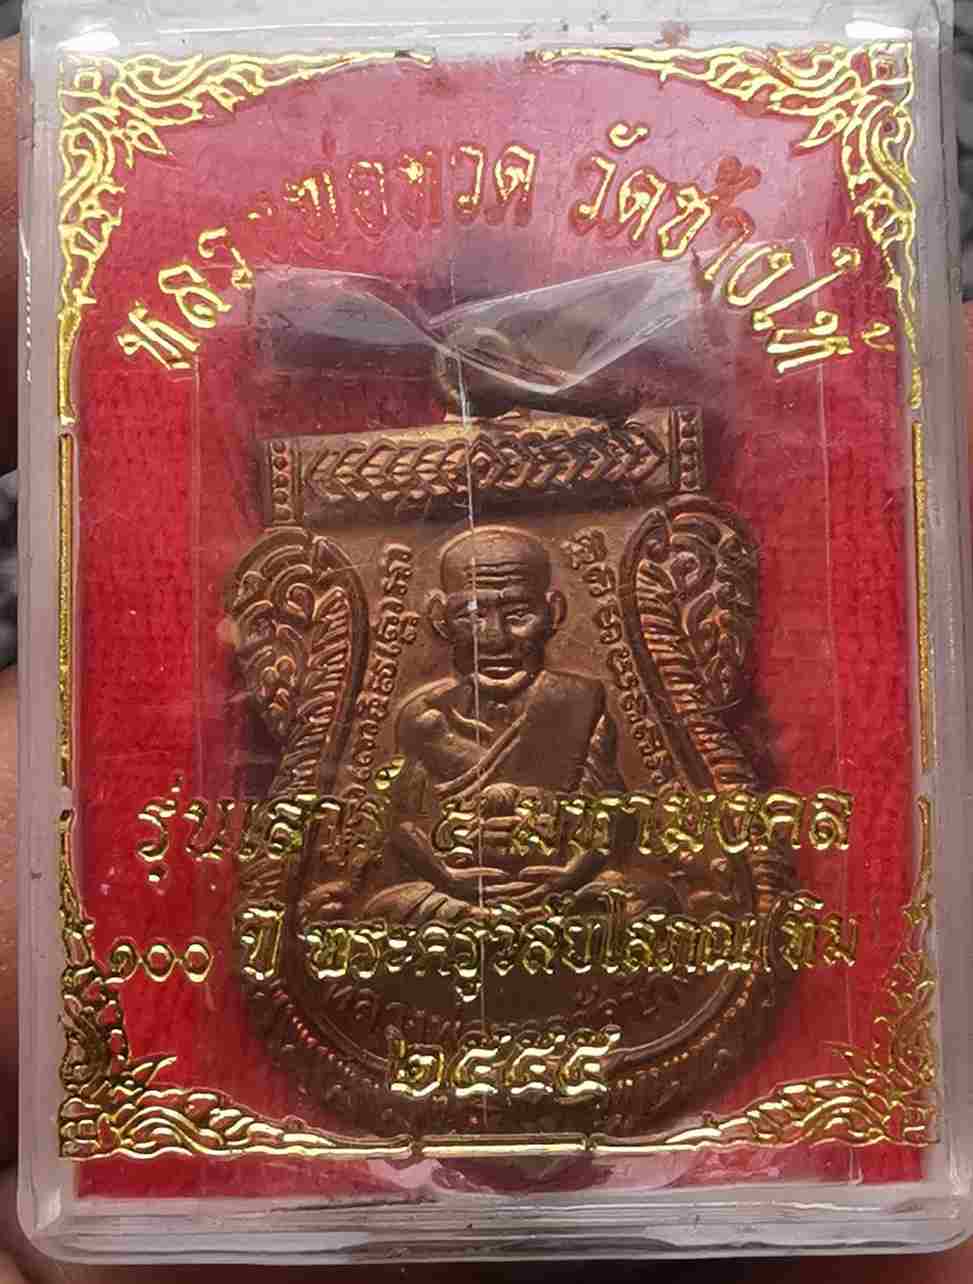 หลวงพ่อทวด วัดช้างให้
รุ่นเสาร์ ๕ มหามงคล
๑๐๐ ปี พระครูวิสัยโสภณ(ทิม
๒๕๕๕